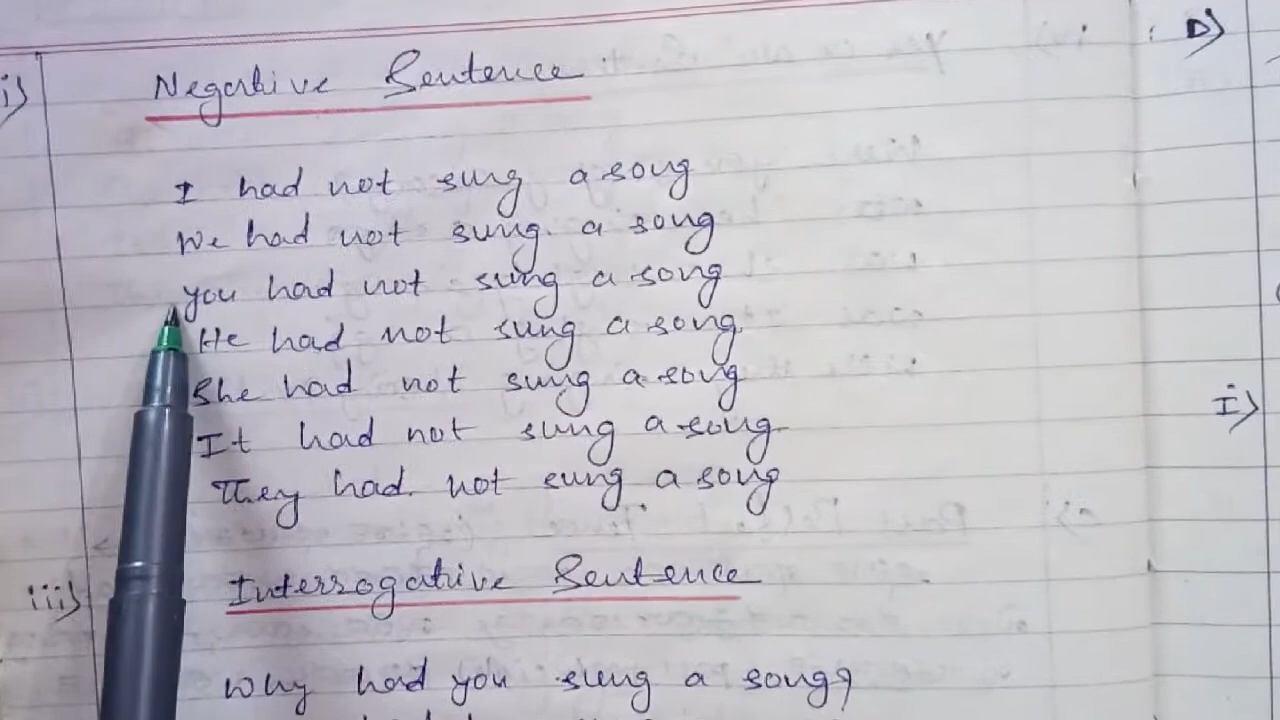 i) Negative Sentence
I had not sung a song
We had not sung a song
you had not sung a song
He had not sung a song.
She had not sung a song
It had not sung a song
They had not sung a song
iii) Interrogative Sentence
Why had you sung a song?
D)
I)